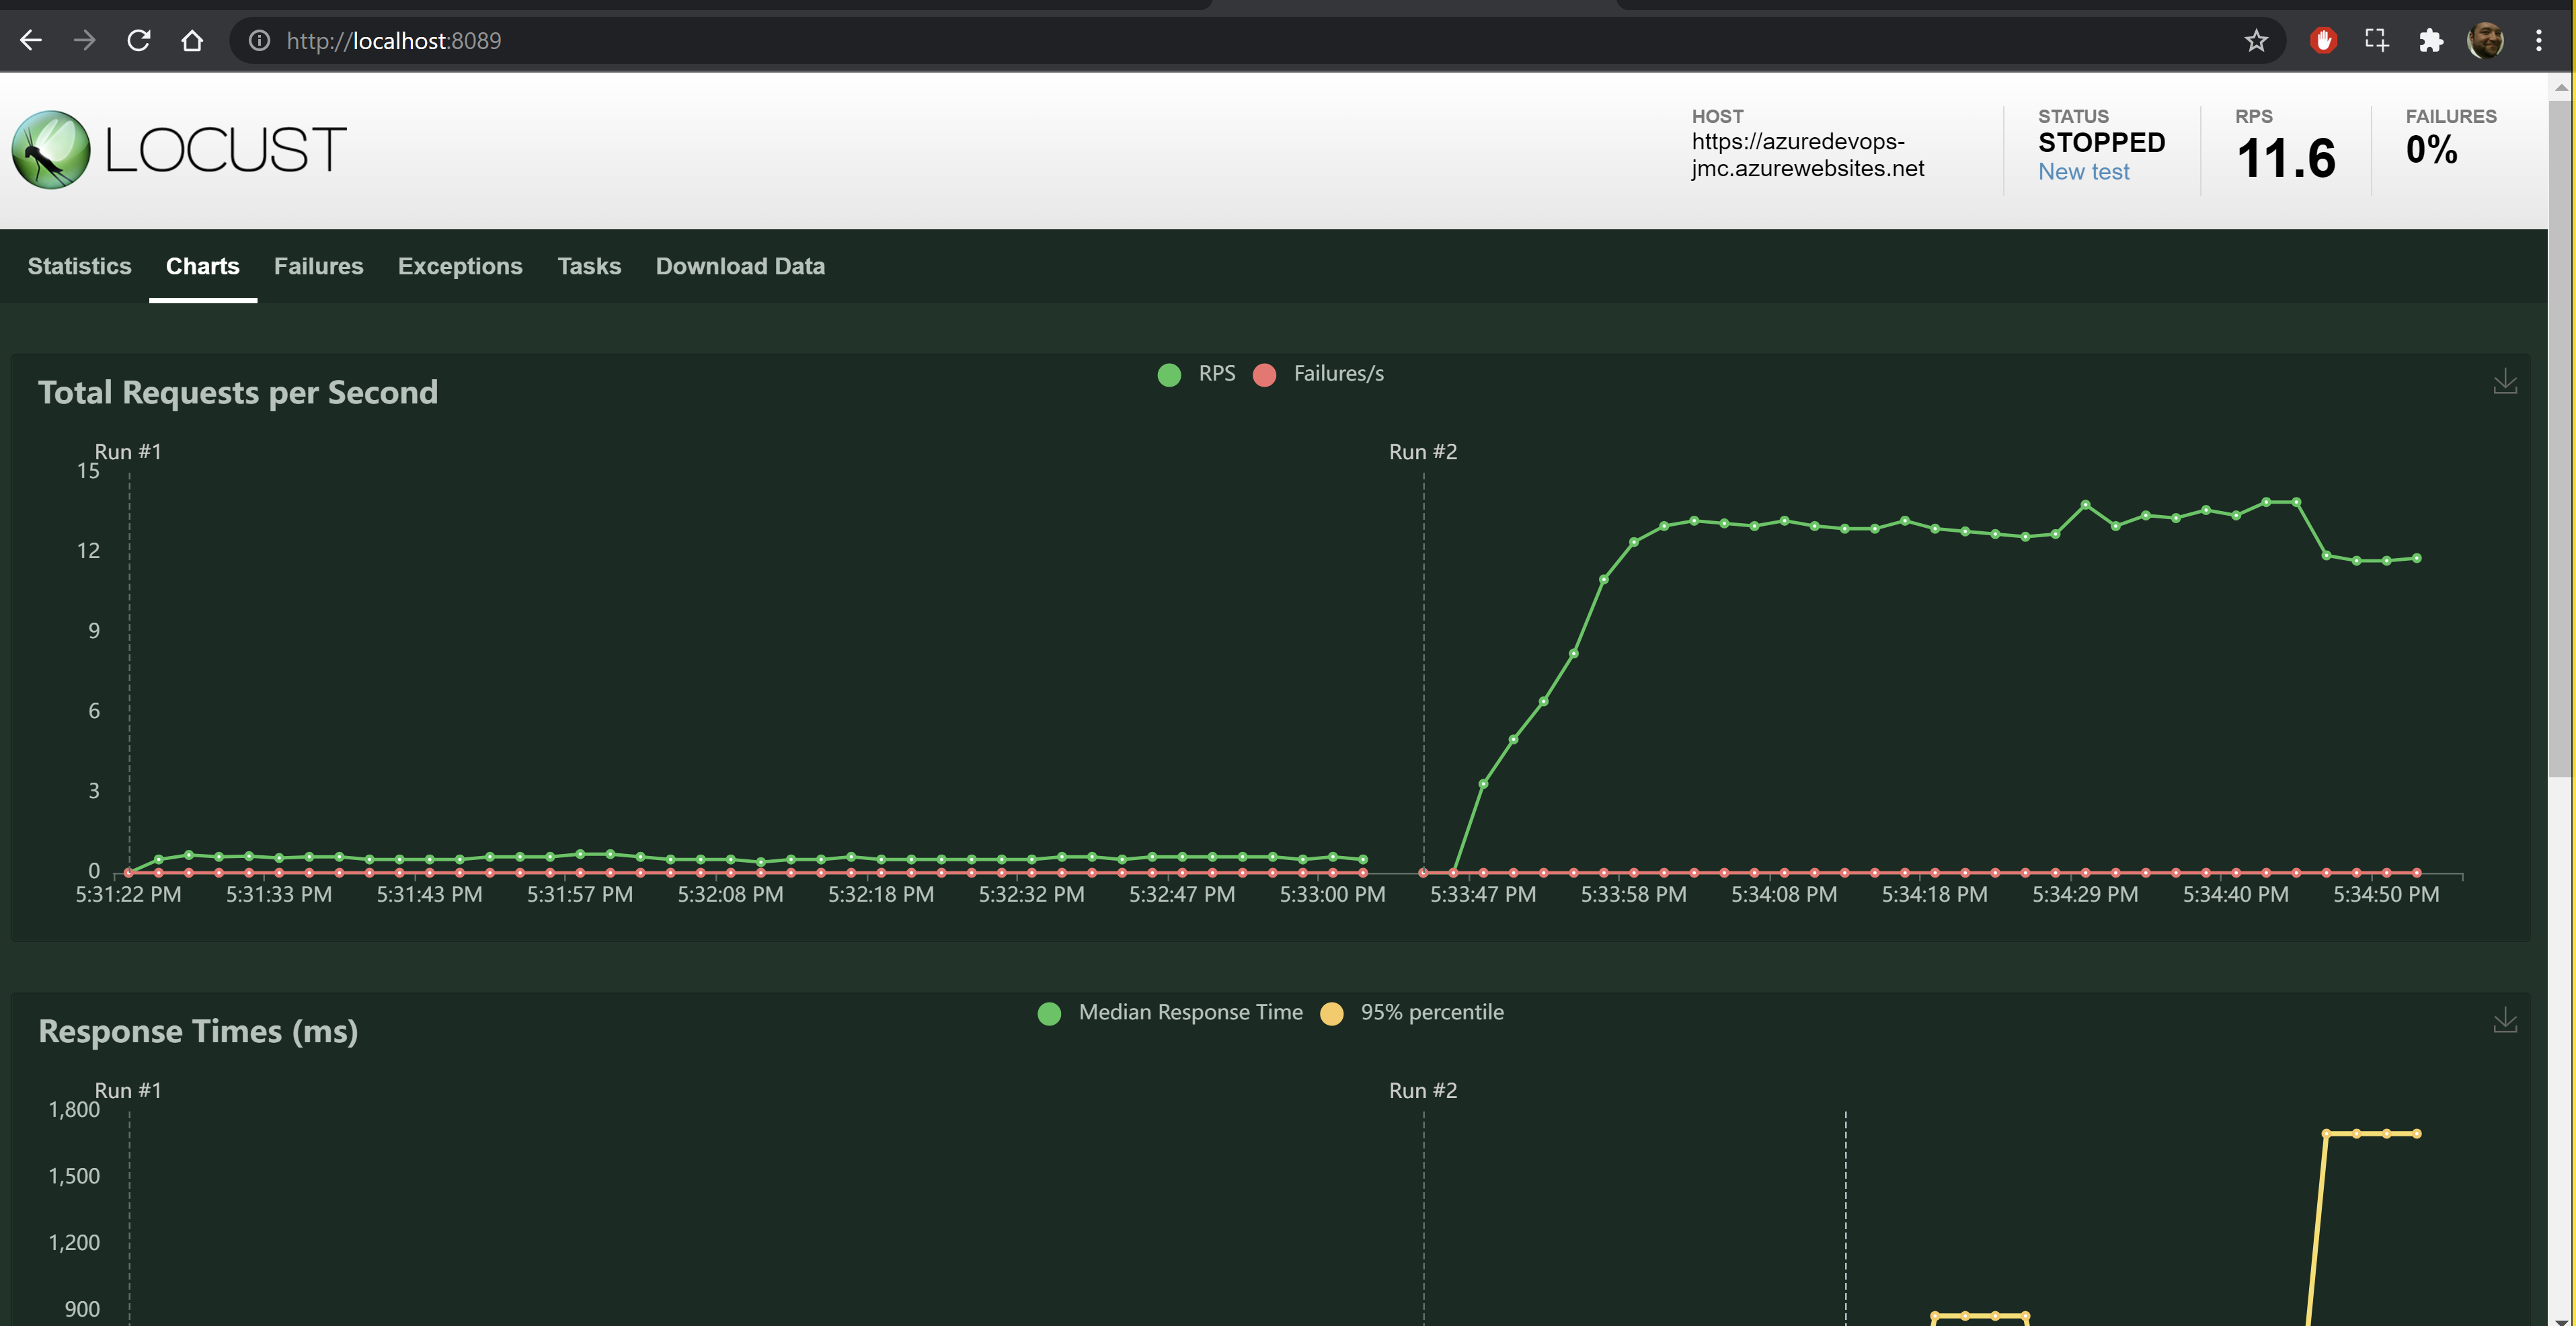 http://localhost:8089
LOCUST
HOST
https://azuredevops-
jmc.azurewebsites.net
STATUS
STOPPED
New test
RPS
11.6
FAILURES
0%
Statistics
Charts
Failures
Exceptions
Tasks
Download Data
Total Requests per Second
RPS
Failures/s
Run #1
Run #2
15
12
9
6
3
0
5:31:22 PM
5:31:33 PM
5:31:43 PM
5:31:57 PM
5:32:08 PM
5:32:18 PM
5:32:32 PM
5:32:47 PM
5:33:00 PM
5:33:47 PM
5:33:58 PM
5:34:08 PM
5:34:18 PM
5:34:29 PM
5:34:40 PM
5:34:50 PM
Response Times (ms)
Median Response Time
95% percentile
Run #1
Run #2
1,800
1,500
1,200
900